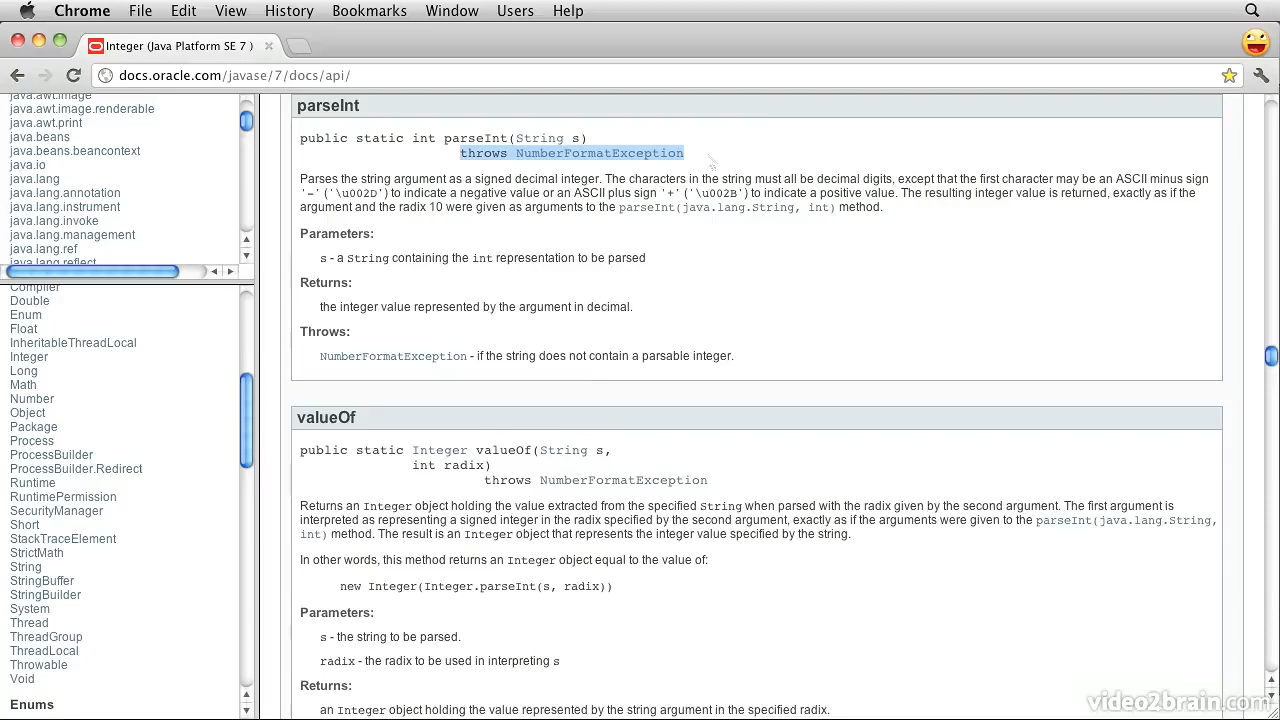 Chrome File Edit View History Bookmarks Window Users Help
Integer (Java Platform SE 7 )
docs.oracle.com/javase/7/docs/api/
java.awt.image
java.awt.image.renderable
java.awt.print
java.beans
java.beans.beancontext
java.io
java.lang
java.lang.annotation
java.lang.instrument
java.lang.invoke
java.lang.management
java.lang.ref
java.lang.reflect
Compiler
Double
Enum
Float
InheritableThreadLocal
Integer
Long
Math
Number
Object
Package
Process
ProcessBuilder
ProcessBuilder.Redirect
Runtime
RuntimePermission
SecurityManager
Short
StackTraceElement
StrictMath
String
StringBuffer
StringBuilder
System
Thread
ThreadGroup
ThreadLocal
Throwable
Void
Enums
parseInt
public static int parseInt(String s)
throws NumberFormatException
Parses the string argument as a signed decimal integer. The characters in the string must all be decimal digits, except that the first character may be an ASCII minus sign
'-' ('\u002D') to indicate a negative value or an ASCII plus sign '+' ('\u002B') to indicate a positive value. The resulting integer value is returned, exactly as if the
argument and the radix 10 were given as arguments to the parseInt(java.lang.String, int) method.
Parameters:
s - a String containing the int representation to be parsed
Returns:
the integer value represented by the argument in decimal.
Throws:
NumberFormatException - if the string does not contain a parsable integer.
valueOf
public static Integer valueOf(String s,
int radix)
throws NumberFormatException
Returns an Integer object holding the value extracted from the specified String when parsed with the radix given by the second argument. The first argument is
interpreted as representing a signed integer in the radix specified by the second argument, exactly as if the arguments were given to the parseInt(java.lang.String,
int) method. The result is an Integer object that represents the integer value specified by the string.
In other words, this method returns an Integer object equal to the value of:
new Integer(Integer.parseInt(s, radix))
Parameters:
s - the string to be parsed.
radix - the radix to be used in interpreting s
Returns:
an Integer object holding the value represented by the string argument in the specified radix.
video2brain.com